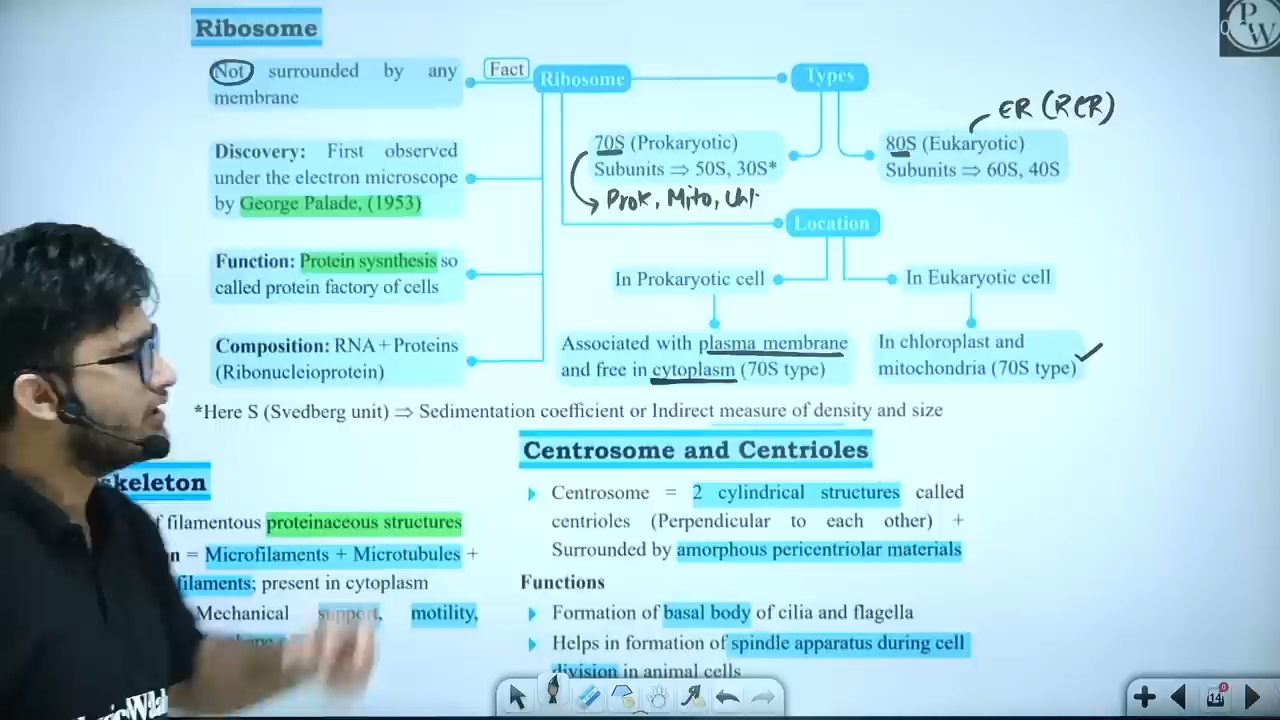 Ribosome
PW
Not surrounded by any
membrane
Fact
Ribosome
Types
ER (RER)
Discovery: First observed
under the electron microscope
by George Palade, (1953)
70S (Prokaryotic)
Subunits ⇒ 50S, 30S*
80S (Eukaryotic)
Subunits ⇒ 60S, 40S
Prok, Mito, Chl.
Location
Function: Protein sysnthesis so
called protein factory of cells
In Prokaryotic cell
In Eukaryotic cell
Composition: RNA + Proteins
(Ribonucleioprotein)
Associated with plasma membrane
and free in cytoplasm (70S type)
In chloroplast and
mitochondria (70S type)
*Here S (Svedberg unit) ⇒ Sedimentation coefficient or Indirect measure of density and size
skeleton
filamentous proteinaceous structures
= Microfilaments + Microtubules +
filaments; present in cytoplasm
Mechanical support, motility,
Centrosome and Centrioles
Centrosome = 2 cylindrical structures called
centrioles (Perpendicular to each other) +
Surrounded by amorphous pericentriolar materials
Functions
Formation of basal body of cilia and flagella
Helps in formation of spindle apparatus during cell
division in animal cells
14